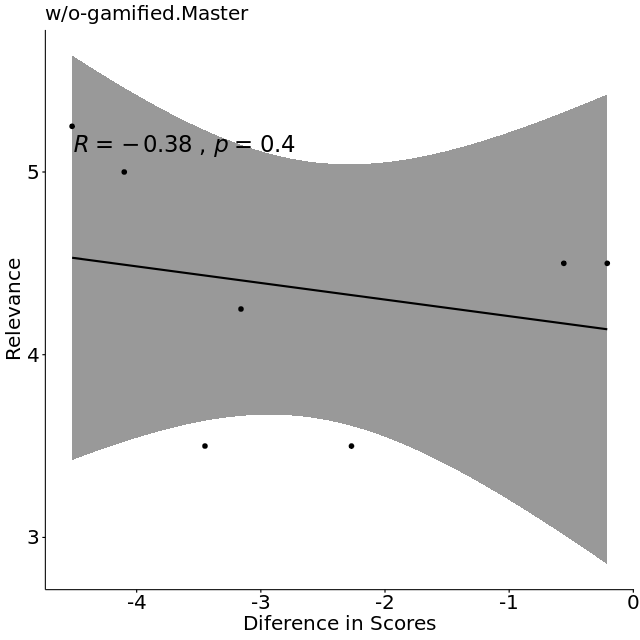 w/o-gamified.Master
R = −0.38 , p = 0.4
5
4
3
Relevance
-4 -3 -2 -1 0
Diference in Scores